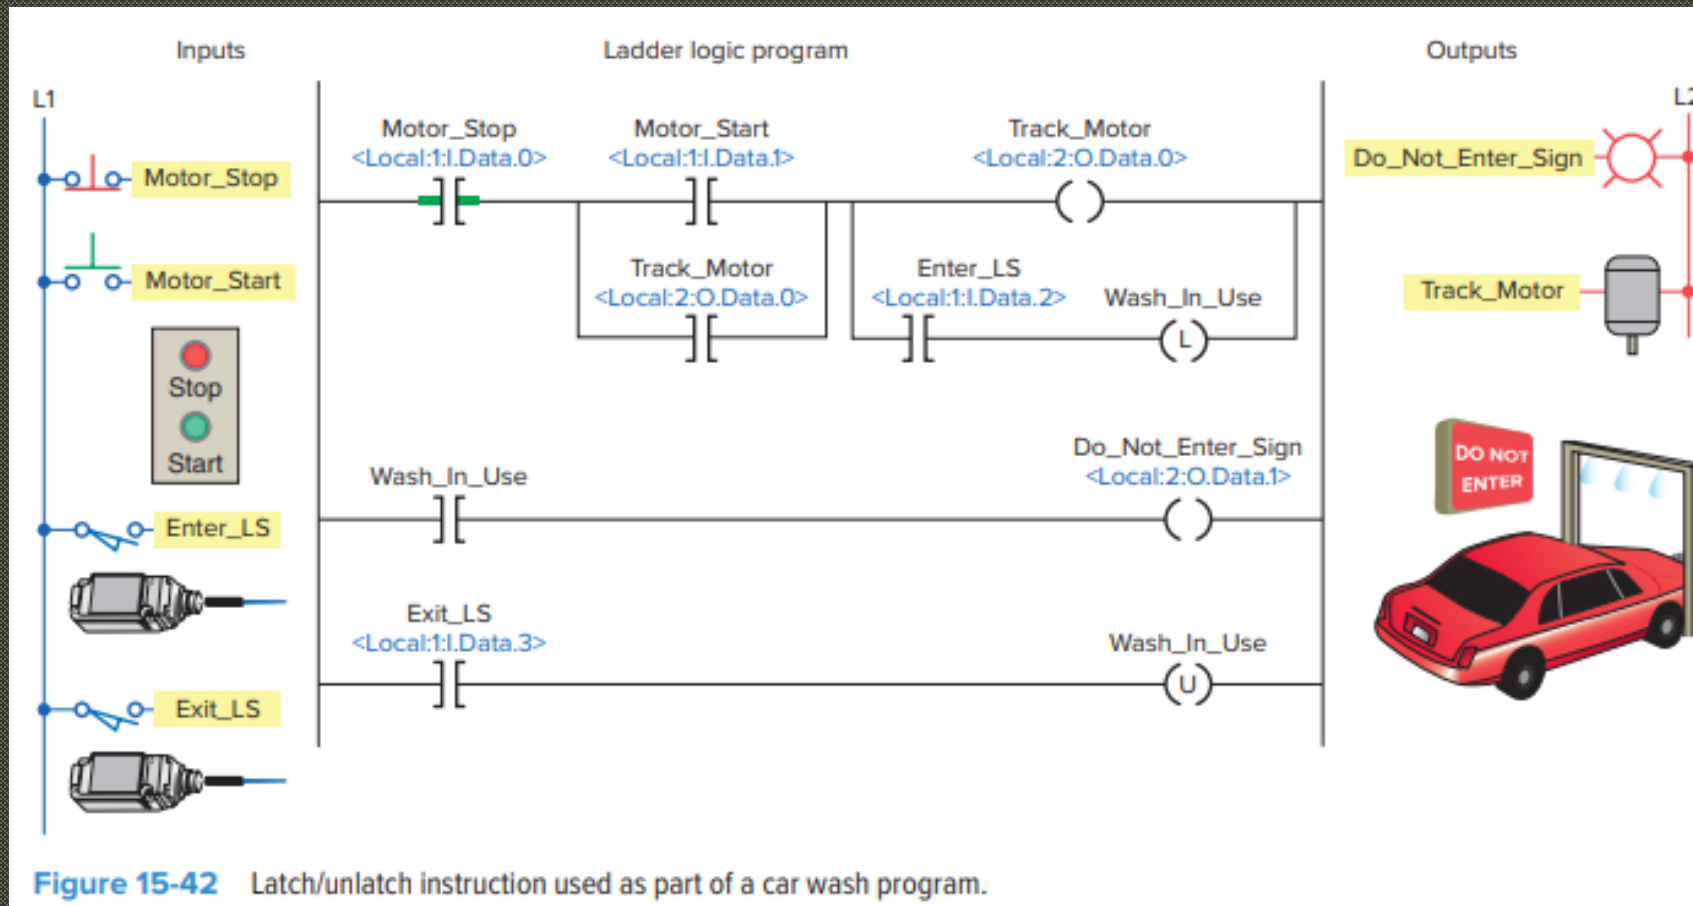 Inputs
Ladder logic program
Outputs
L1
L2
Motor_Stop
Motor_Start
Track_Motor
<Local:1:I.Data.0>
<Local:1:I.Data.1>
<Local:2:O.Data.0>
Do_Not_Enter_Sign
Motor_Stop
Motor_Start
Track_Motor
Enter_LS
<Local:2:O.Data.0>
<Local:1:I.Data.2>
Wash_In_Use
Track_Motor
L
Stop
Start
Wash_In_Use
Do_Not_Enter_Sign
<Local:2:O.Data.1>
DO NOT
ENTER
Enter_LS
Exit_LS
<Local:1:I.Data.3>
Wash_In_Use
U
Exit_LS
Figure 15-42 Latch/unlatch instruction used as part of a car wash program.